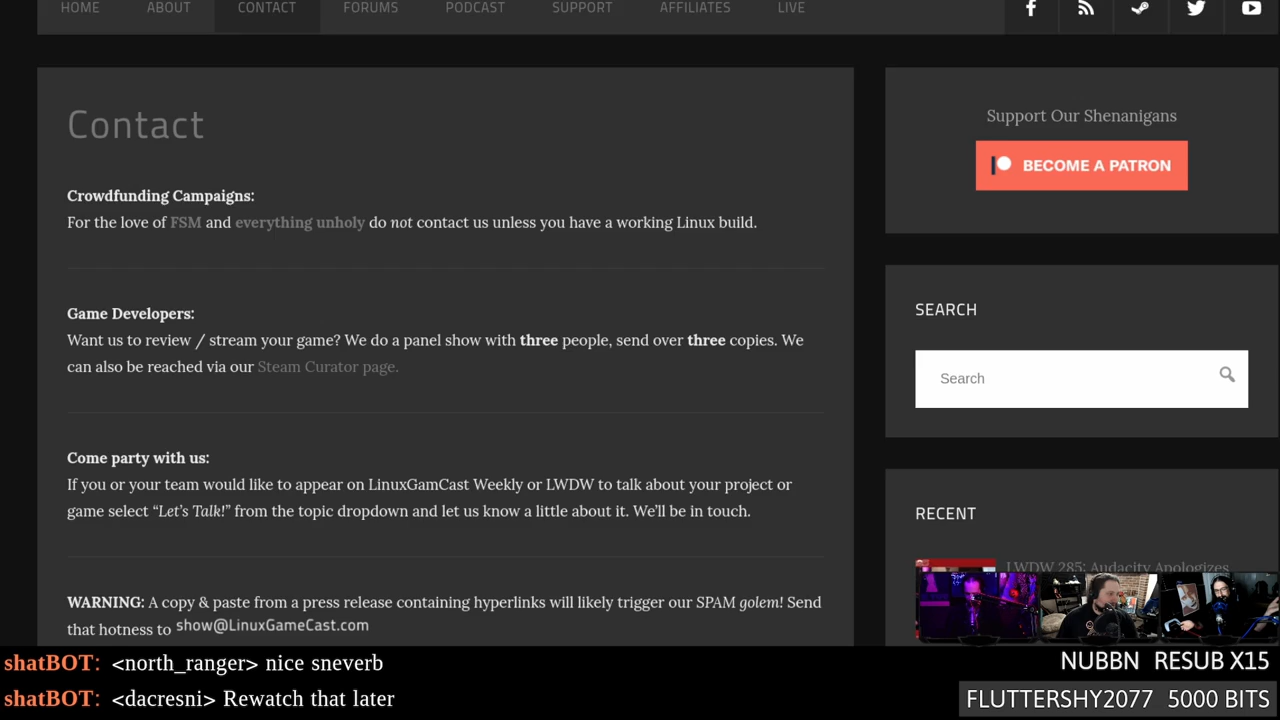 HOME ABOUT CONTACT FORUMS PODCAST SUPPORT AFFILIATES LIVE
Contact
Crowdfunding Campaigns:
For the love of FSM and everything unholy do not contact us unless you have a working Linux build.
Game Developers:
Want us to review / stream your game? We do a panel show with three people, send over three copies. We
can also be reached via our Steam Curator page.
Come party with us:
If you or your team would like to appear on LinuxGamCast Weekly or LWDW to talk about your project or
game select “Let’s Talk!” from the topic dropdown and let us know a little about it. We’ll be in touch.
WARNING: A copy & paste from a press release containing hyperlinks will likely trigger our SPAM golem! Send
that hotness to show@LinuxGameCast.com
Support Our Shenanigans
BECOME A PATRON
SEARCH
Search
RECENT
LWDW 285: Audacity Apologizes
shatBOT: <north_ranger> nice sneverb
shatBOT: <dacresni> Rewatch that later
NUBBN RESUB X15
FLUTTERSHY2077 5000 BITS